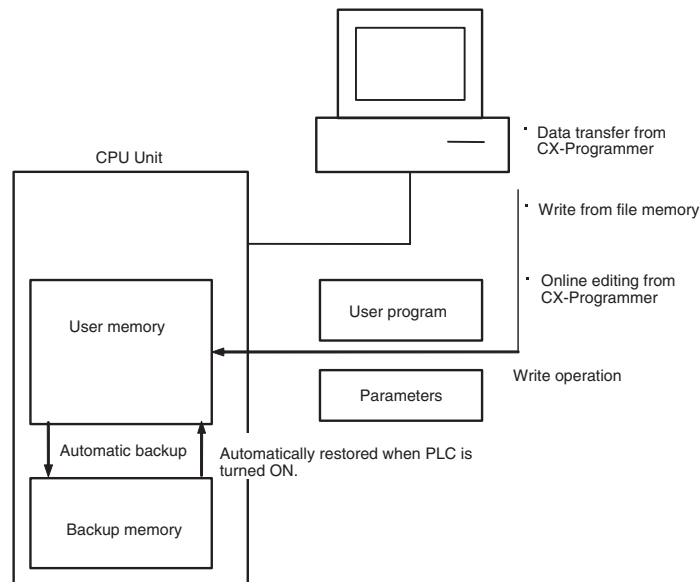 · Data transfer from
CX-Programmer
CPU Unit
· Write from file memory
· Online editing from
CX-Programmer
User memory
User program
Write operation
Parameters
Automatic backup
Automatically restored when PLC is
turned ON.
Backup memory